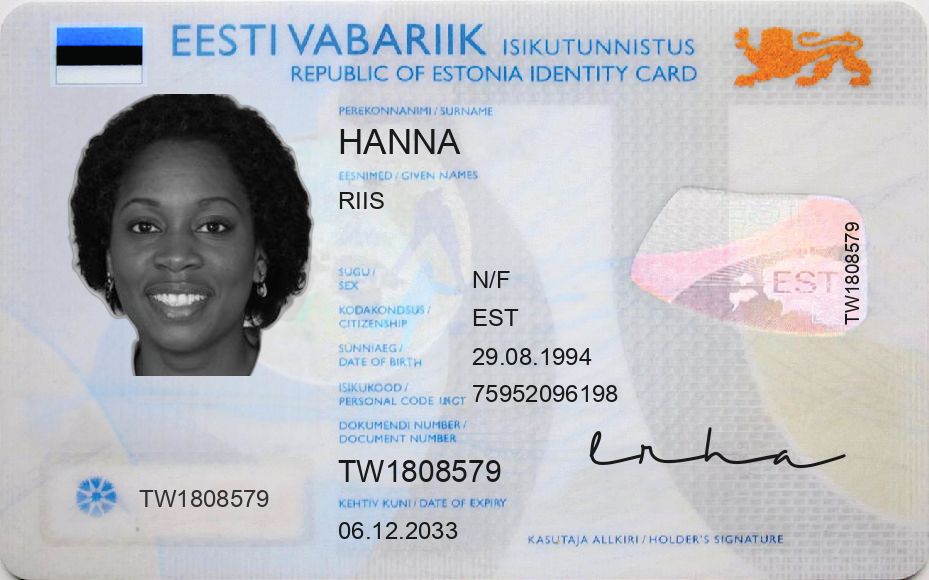 EESTI VABARIIK ISIKUTUNNISTUS
REPUBLIC OF ESTONIA IDENTITY CARD
PEREKONNANIMI / SURNAME
HANNA
EESNIMED / GIVEN NAMES
RIIS
SUGU /
SEX
N/F
KODAKONDSUS /
CITIZENSHIP
EST
SÜNNIAEG /
DATE OF BIRTH
29.08.1994
ISIKUKOOD /
PERSONAL CODE
75952096198
DOKUMENDI NUMBER /
DOCUMENT NUMBER
TW1808579
KEHTIV KUNI / DATE OF EXPIRY
06.12.2033
TW1808579
EST
TW1808579
KASUTAJA ALLKIRI / HOLDER'S SIGNATURE